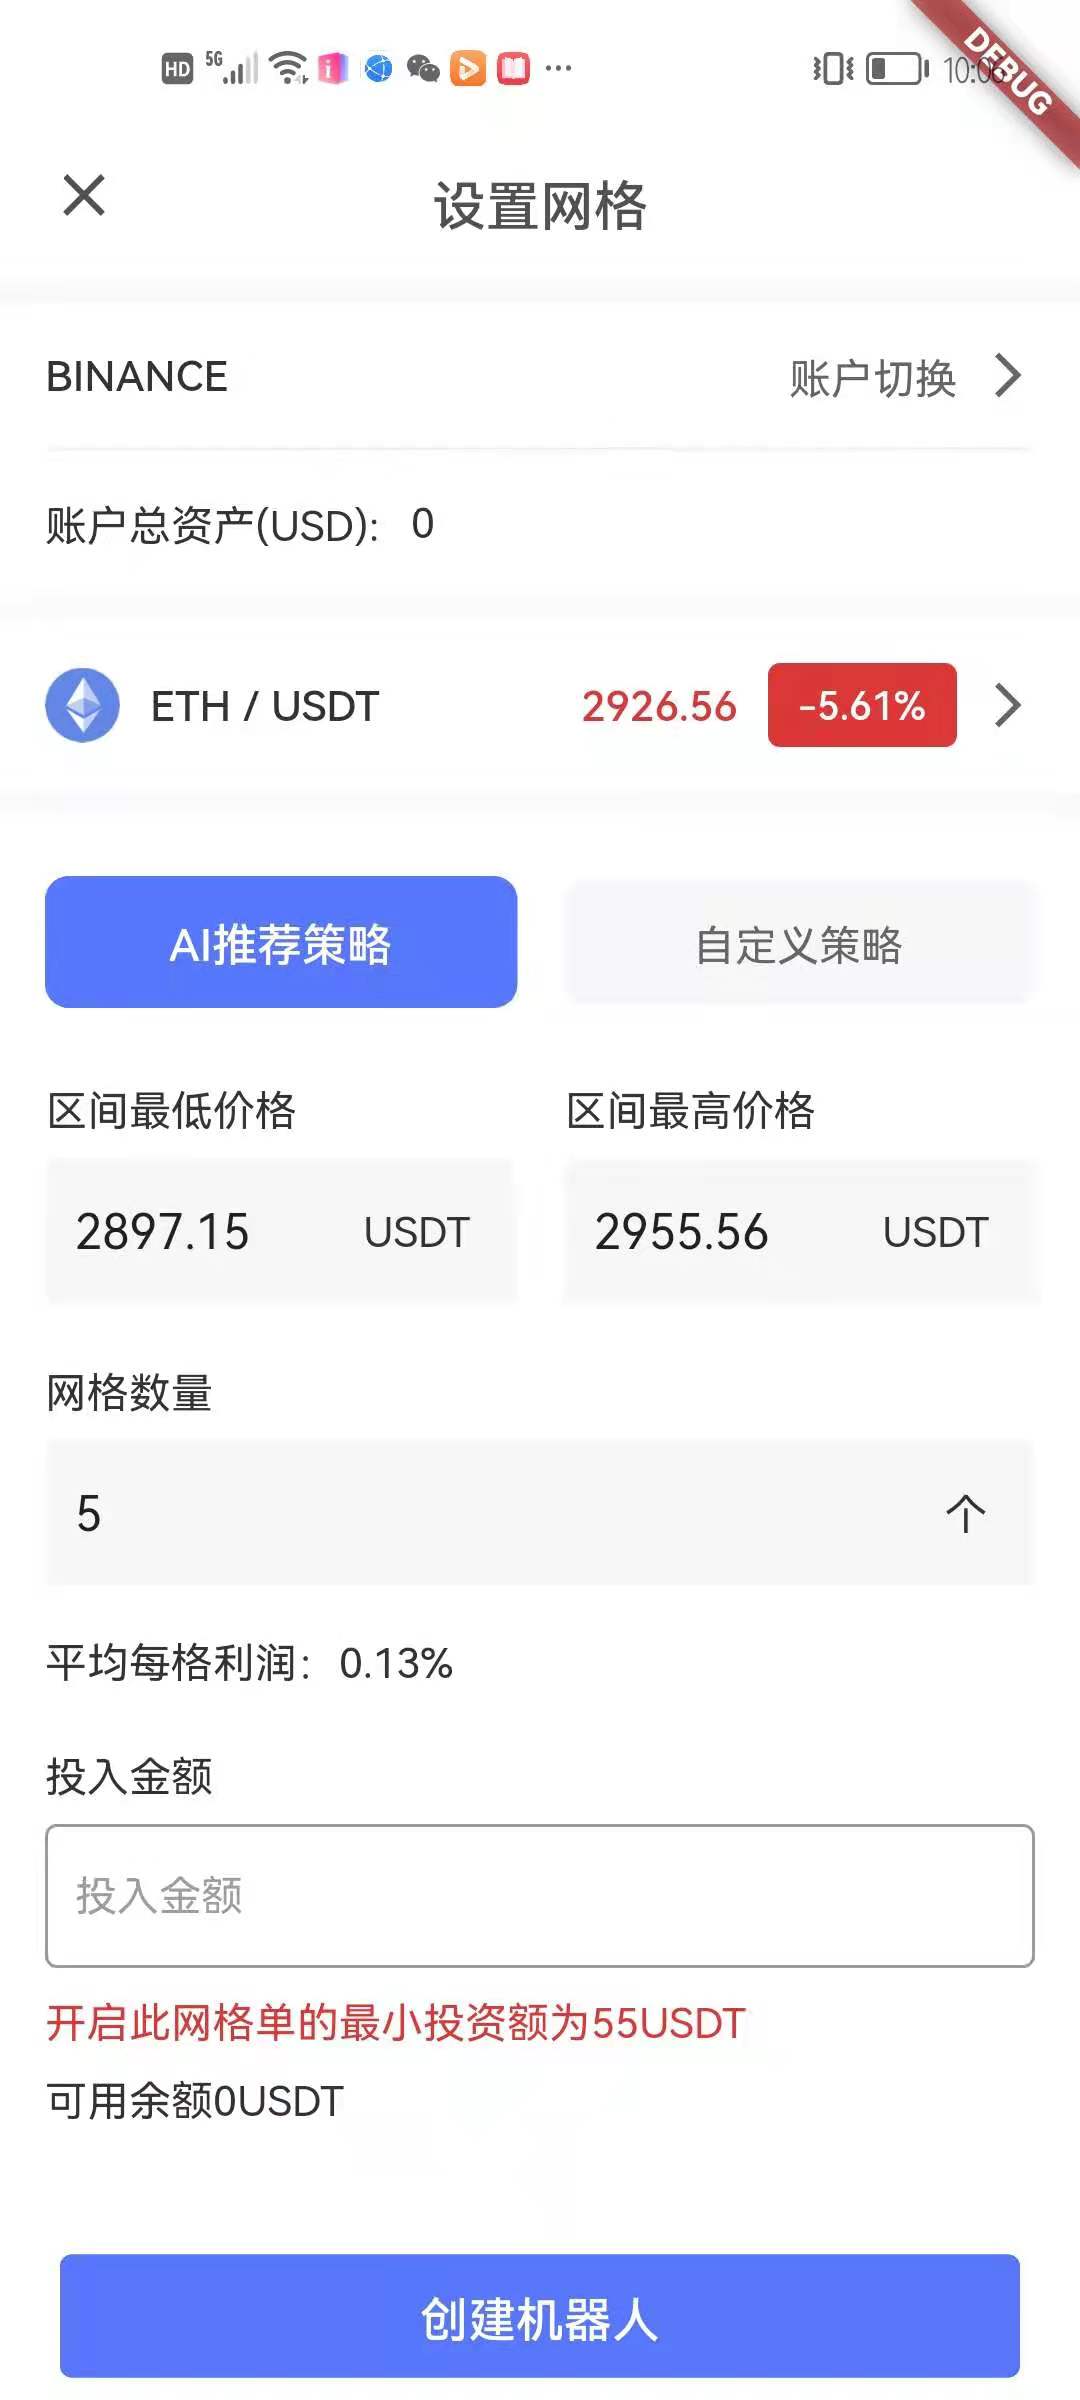 HD 5G 10:06
DEBUG
设置网格
BINANCE 账户切换
账户总资产(USD): 0
ETH / USDT 2926.56 -5.61%
AI推荐策略 自定义策略
区间最低价格 区间最高价格
2897.15 USDT 2955.56 USDT
网格数量
5 个
平均每格利润：0.13%
投入金额
投入金额
开启此网格单的最小投资额为55USDT
可用余额0USDT
创建机器人